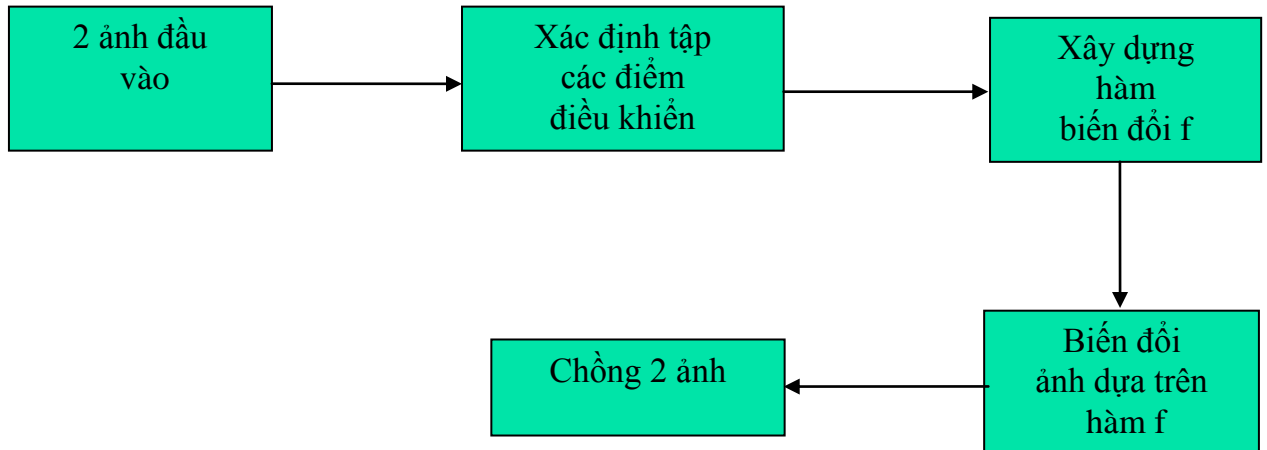 2 ảnh đầu
vào
Xác định tập
các điểm
điều khiển
Xây dựng
hàm
biến đổi f
Biến đổi
ảnh dựa trên
hàm f
Chồng 2 ảnh